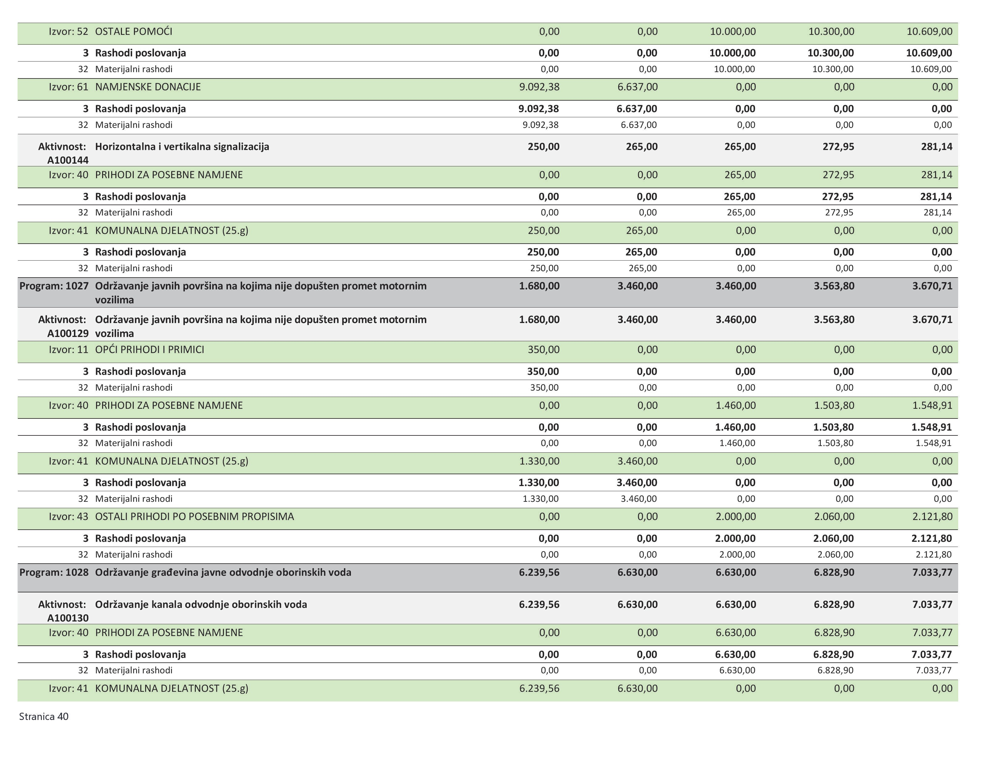 Izvor: 52 OSTALE POMOĆI 0,00 0,00 10.000,00 10.300,00 10.609,00
3 Rashodi poslovanja 0,00 0,00 10.000,00 10.300,00 10.609,00
32 Materijalni rashodi 0,00 0,00 10.000,00 10.300,00 10.609,00
Izvor: 61 NAMJENSKE DONACIJE 9.092,38 6.637,00 0,00 0,00 0,00
3 Rashodi poslovanja 9.092,38 6.637,00 0,00 0,00 0,00
32 Materijalni rashodi 9.092,38 6.637,00 0,00 0,00 0,00
Aktivnost: Horizontalna i vertikalna signalizacija 250,00 265,00 265,00 272,95 281,14
A100144
Izvor: 40 PRIHODI ZA POSEBNE NAMJENE 0,00 0,00 265,00 272,95 281,14
3 Rashodi poslovanja 0,00 0,00 265,00 272,95 281,14
32 Materijalni rashodi 0,00 0,00 265,00 272,95 281,14
Izvor: 41 KOMUNALNA DJELATNOST (25.g) 250,00 265,00 0,00 0,00 0,00
3 Rashodi poslovanja 250,00 265,00 0,00 0,00 0,00
32 Materijalni rashodi 250,00 265,00 0,00 0,00 0,00
Program: 1027 Održavanje javnih površina na kojima nije dopušten promet motornim 1.680,00 3.460,00 3.460,00 3.563,80 3.670,71
vozilima
Aktivnost: Održavanje javnih površina na kojima nije dopušten promet motornim 1.680,00 3.460,00 3.460,00 3.563,80 3.670,71
A100129 vozilima
Izvor: 11 OPĆI PRIHODI I PRIMICI 350,00 0,00 0,00 0,00 0,00
3 Rashodi poslovanja 350,00 0,00 0,00 0,00 0,00
32 Materijalni rashodi 350,00 0,00 0,00 0,00 0,00
Izvor: 40 PRIHODI ZA POSEBNE NAMJENE 0,00 0,00 1.460,00 1.503,80 1.548,91
3 Rashodi poslovanja 0,00 0,00 1.460,00 1.503,80 1.548,91
32 Materijalni rashodi 0,00 0,00 1.460,00 1.503,80 1.548,91
Izvor: 41 KOMUNALNA DJELATNOST (25.g) 1.330,00 3.460,00 0,00 0,00 0,00
3 Rashodi poslovanja 1.330,00 3.460,00 0,00 0,00 0,00
32 Materijalni rashodi 1.330,00 3.460,00 0,00 0,00 0,00
Izvor: 43 OSTALI PRIHODI PO POSEBNIM PROPISIMA 0,00 0,00 2.000,00 2.060,00 2.121,80
3 Rashodi poslovanja 0,00 0,00 2.000,00 2.060,00 2.121,80
32 Materijalni rashodi 0,00 0,00 2.000,00 2.060,00 2.121,80
Program: 1028 Održavanje građevina javne odvodnje oborinskih voda 6.239,56 6.630,00 6.630,00 6.828,90 7.033,77
Aktivnost: Održavanje kanala odvodnje oborinskih voda 6.239,56 6.630,00 6.630,00 6.828,90 7.033,77
A100130
Izvor: 40 PRIHODI ZA POSEBNE NAMJENE 0,00 0,00 6.630,00 6.828,90 7.033,77
3 Rashodi poslovanja 0,00 0,00 6.630,00 6.828,90 7.033,77
32 Materijalni rashodi 0,00 0,00 6.630,00 6.828,90 7.033,77
Izvor: 41 KOMUNALNA DJELATNOST (25.g) 6.239,56 6.630,00 0,00 0,00 0,00
Stranica 40